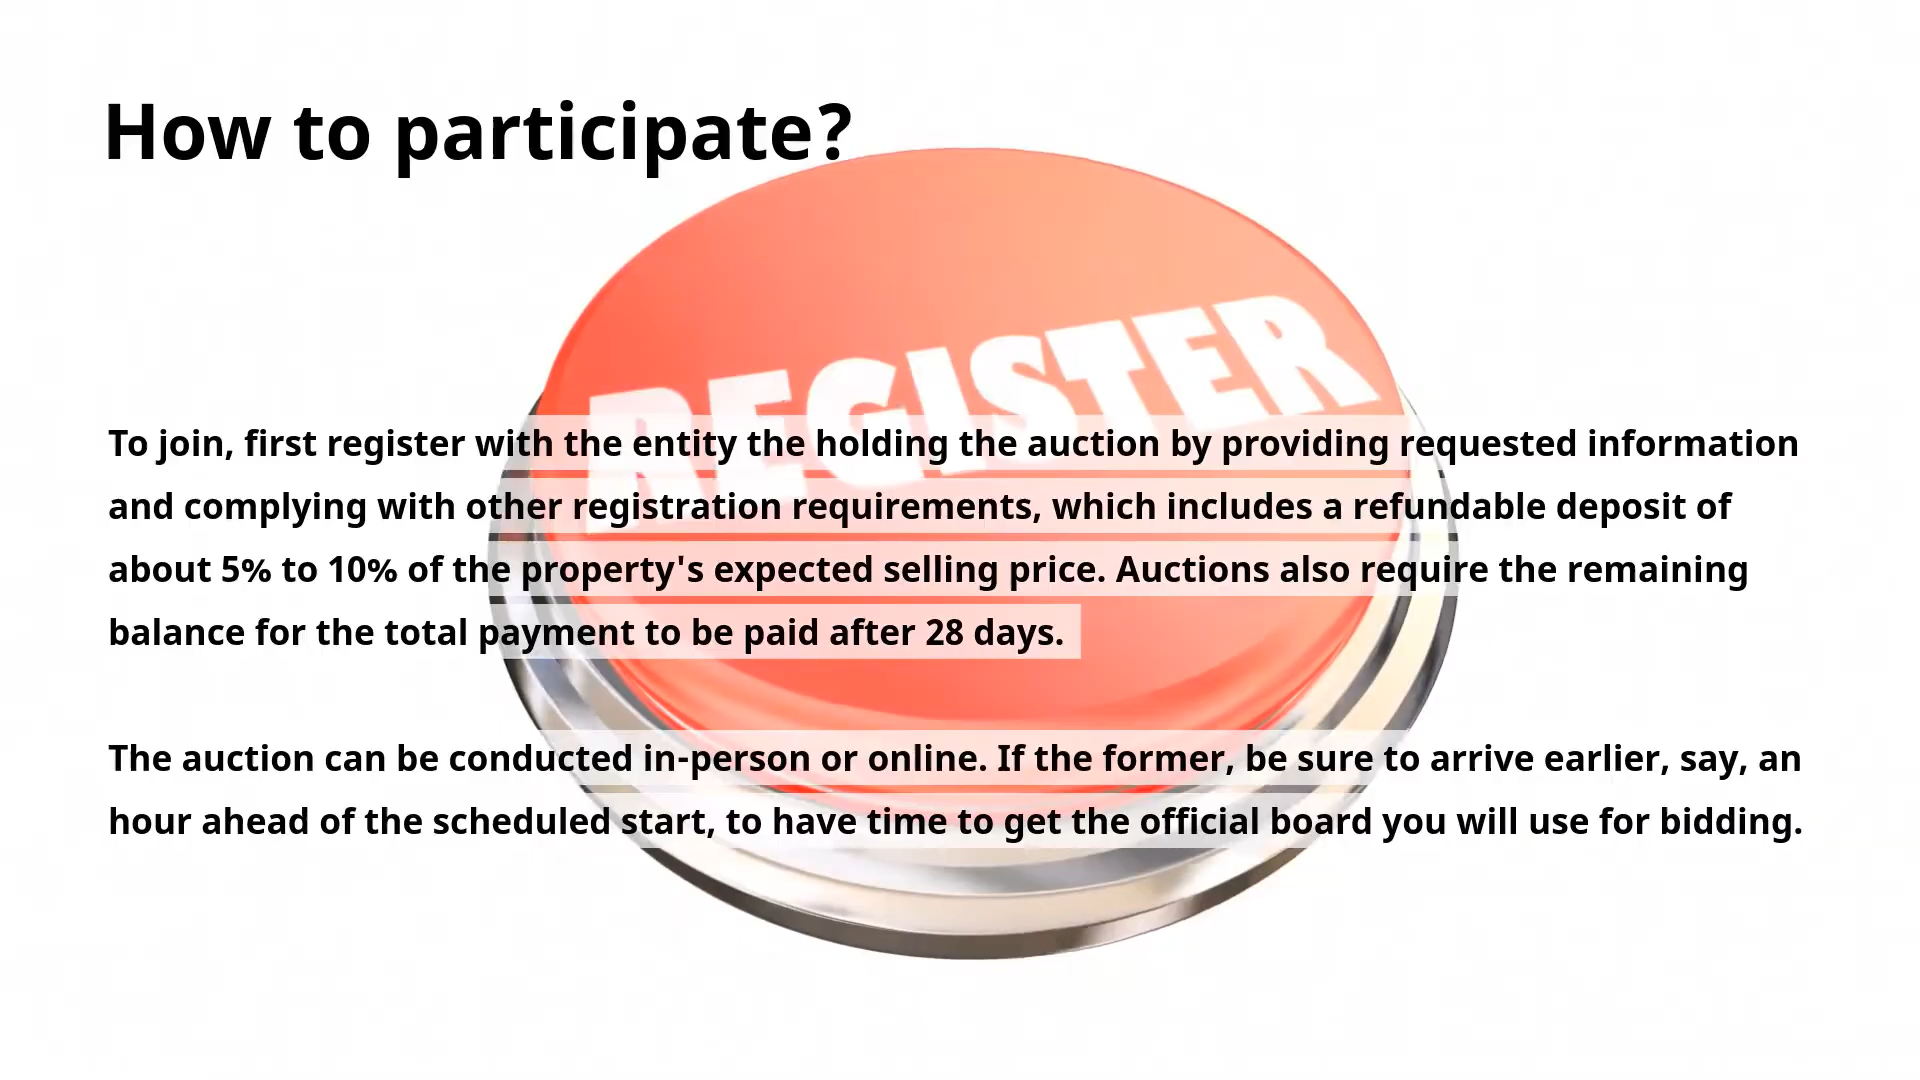 How to participate?
REGISTER
To join, first register with the entity the holding the auction by providing requested information
and complying with other registration requirements, which includes a refundable deposit of
about 5% to 10% of the property's expected selling price. Auctions also require the remaining
balance for the total payment to be paid after 28 days.
The auction can be conducted in-person or online. If the former, be sure to arrive earlier, say, an
hour ahead of the scheduled start, to have time to get the official board you will use for bidding.